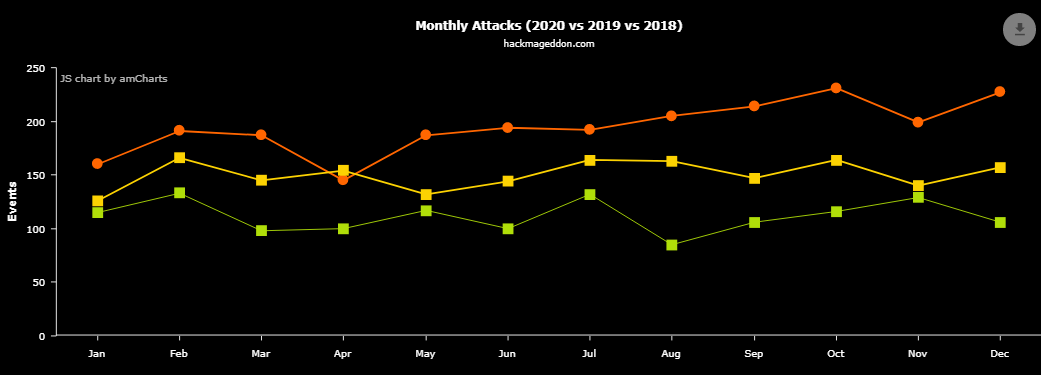 Monthly Attacks (2020 vs 2019 vs 2018)
hackmageddon.com
JS chart by amCharts
250
200
150
100
50
0
Events
Jan Feb Mar Apr May Jun Jul Aug Sep Oct Nov Dec